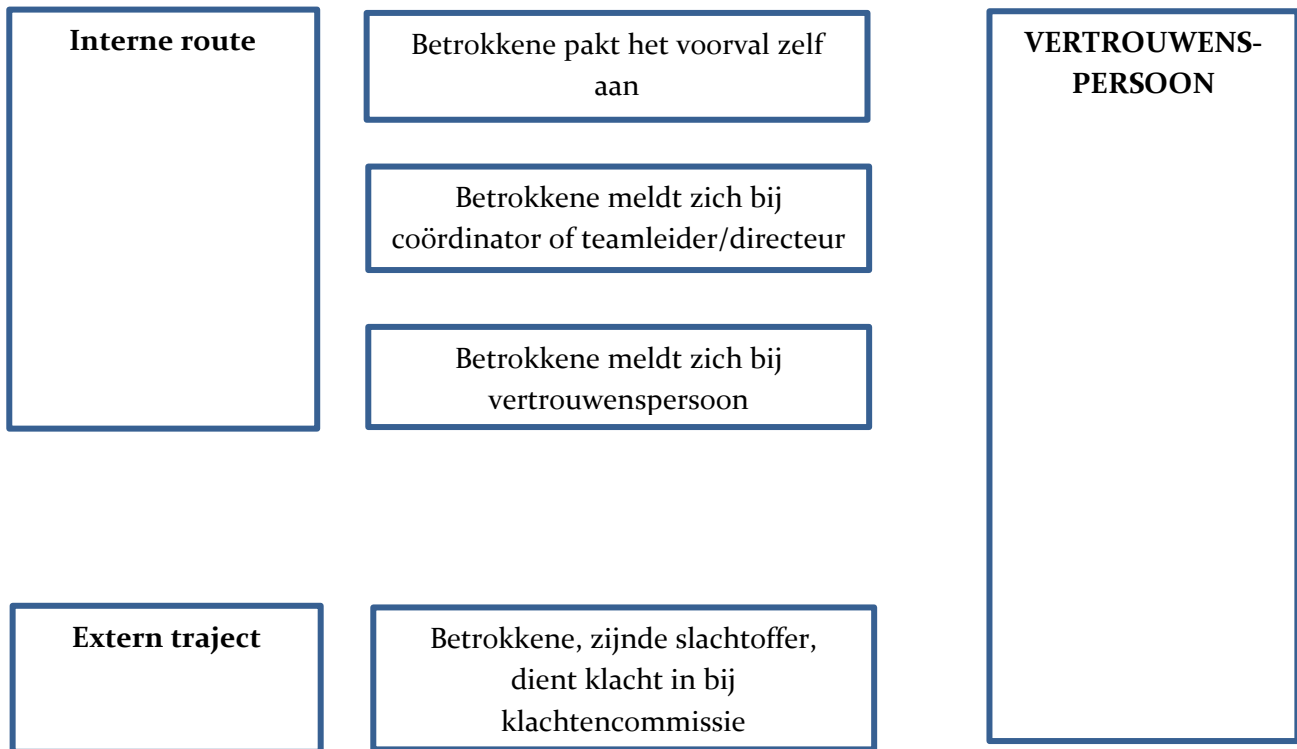 Interne route
Betrokkene pakt het voorval zelf
aan
VERTROUWENS-
PERSOON
Betrokkene meldt zich bij
coördinator of teamleider/directeur
Betrokkene meldt zich bij
vertrouwenspersoon
Extern traject
Betrokkene, zijnde slachtoffer,
dient klacht in bij
klachtencommissie